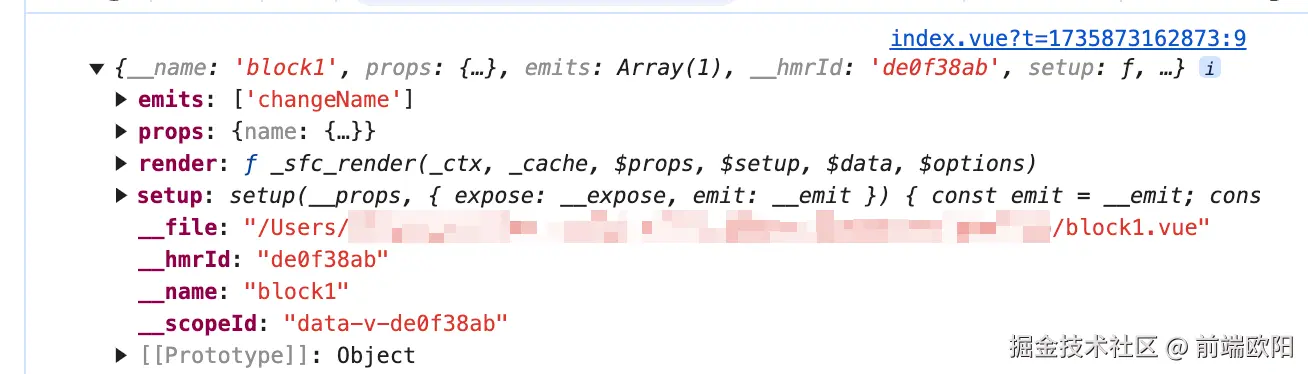 index.vue?t=1735873162873:9
▼ {__name: 'block1', props: {…}, emits: Array(1), __hmrId: 'de0f38ab', setup: ƒ, …} i
▶ emits: ['changeName']
▶ props: {name: {…}}
▶ render: ƒ _sfc_render(_ctx, _cache, $props, $setup, $data, $options)
▶ setup: setup(__props, { expose: __expose, emit: __emit }) { const emit = __emit; cons
__file: "/Users/ /block1.vue"
__hmrId: "de0f38ab"
__name: "block1"
__scopeId: "data-v-de0f38ab"
▶ [[Prototype]]: Object
掘金技术社区 @ 前端欧阳